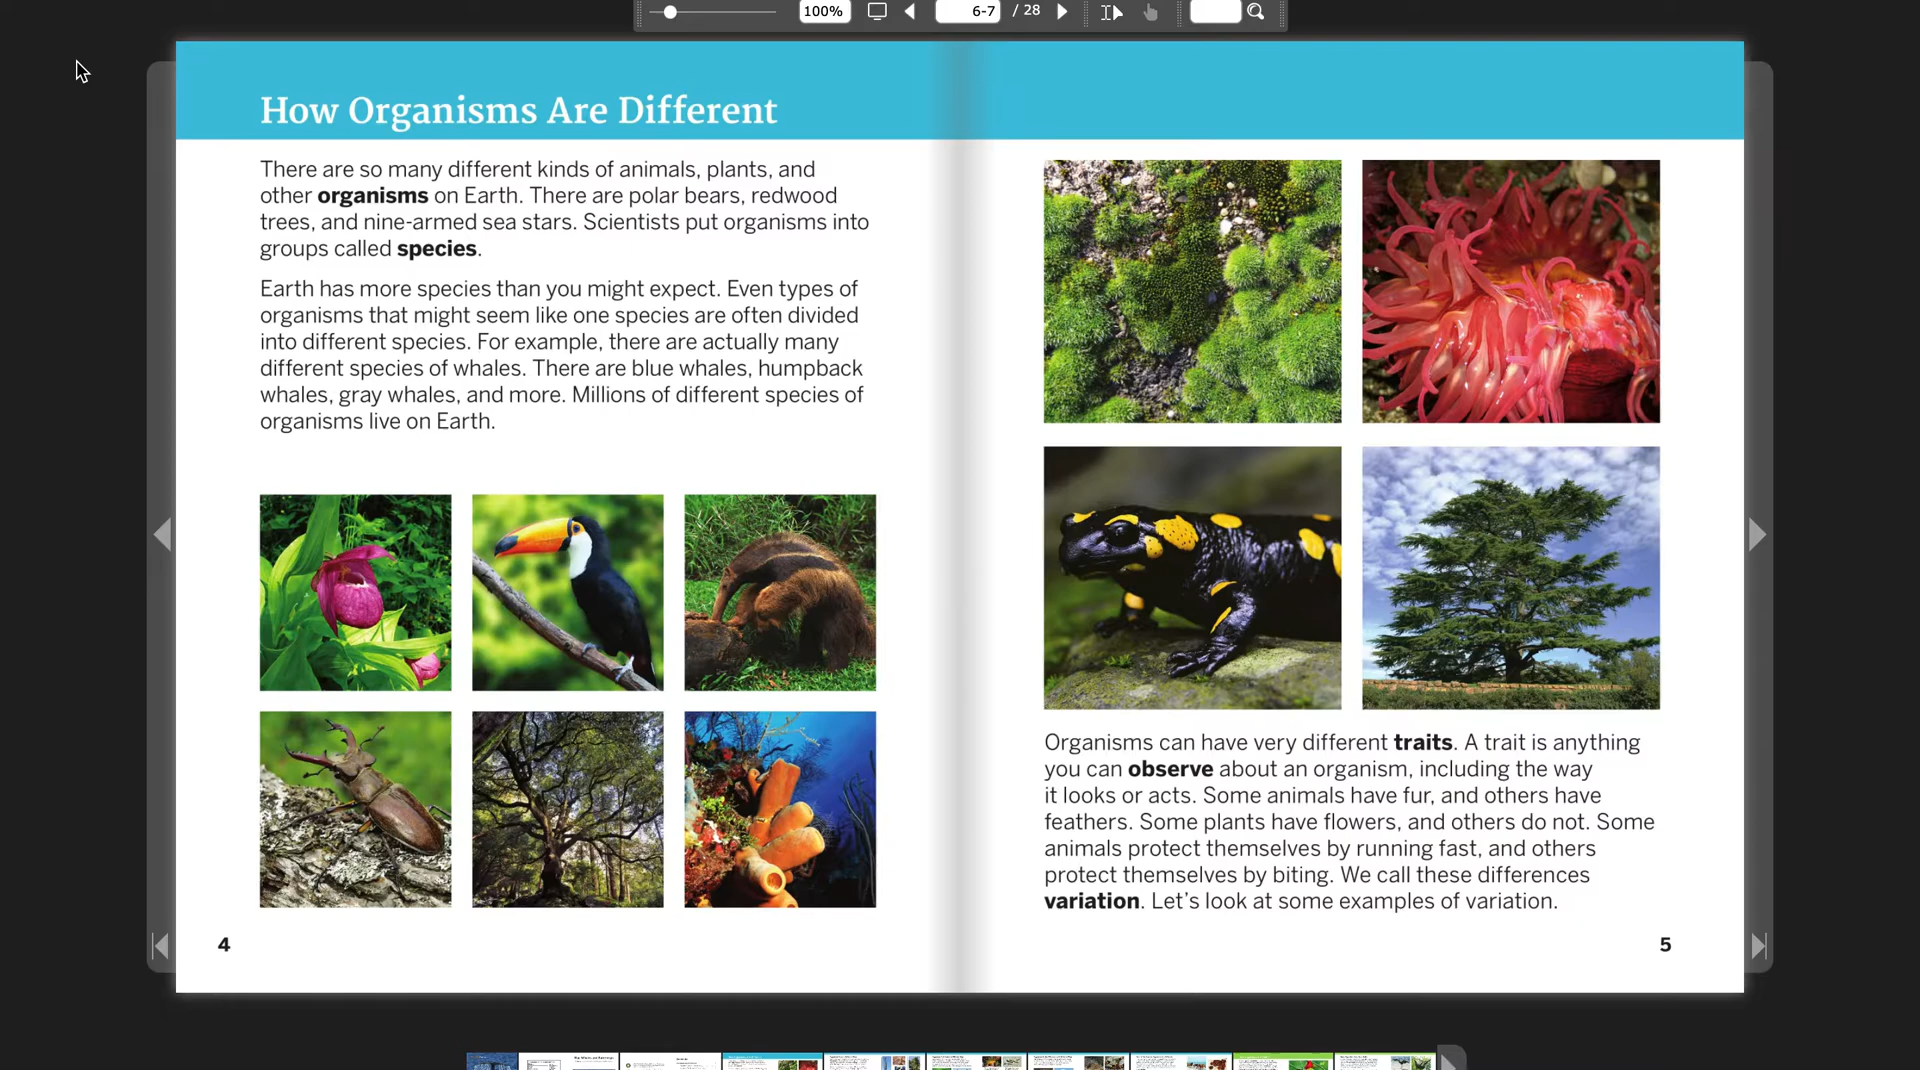 100%
6-7 / 28
How Organisms Are Different
There are so many different kinds of animals, plants, and
other organisms on Earth. There are polar bears, redwood
trees, and nine-armed sea stars. Scientists put organisms into
groups called species.
Earth has more species than you might expect. Even types of
organisms that might seem like one species are often divided
into different species. For example, there are actually many
different species of whales. There are blue whales, humpback
whales, gray whales, and more. Millions of different species of
organisms live on Earth.
4
Organisms can have very different traits. A trait is anything
you can observe about an organism, including the way
it looks or acts. Some animals have fur, and others have
feathers. Some plants have flowers, and others do not. Some
animals protect themselves by running fast, and others
protect themselves by biting. We call these differences
variation. Let's look at some examples of variation.
5